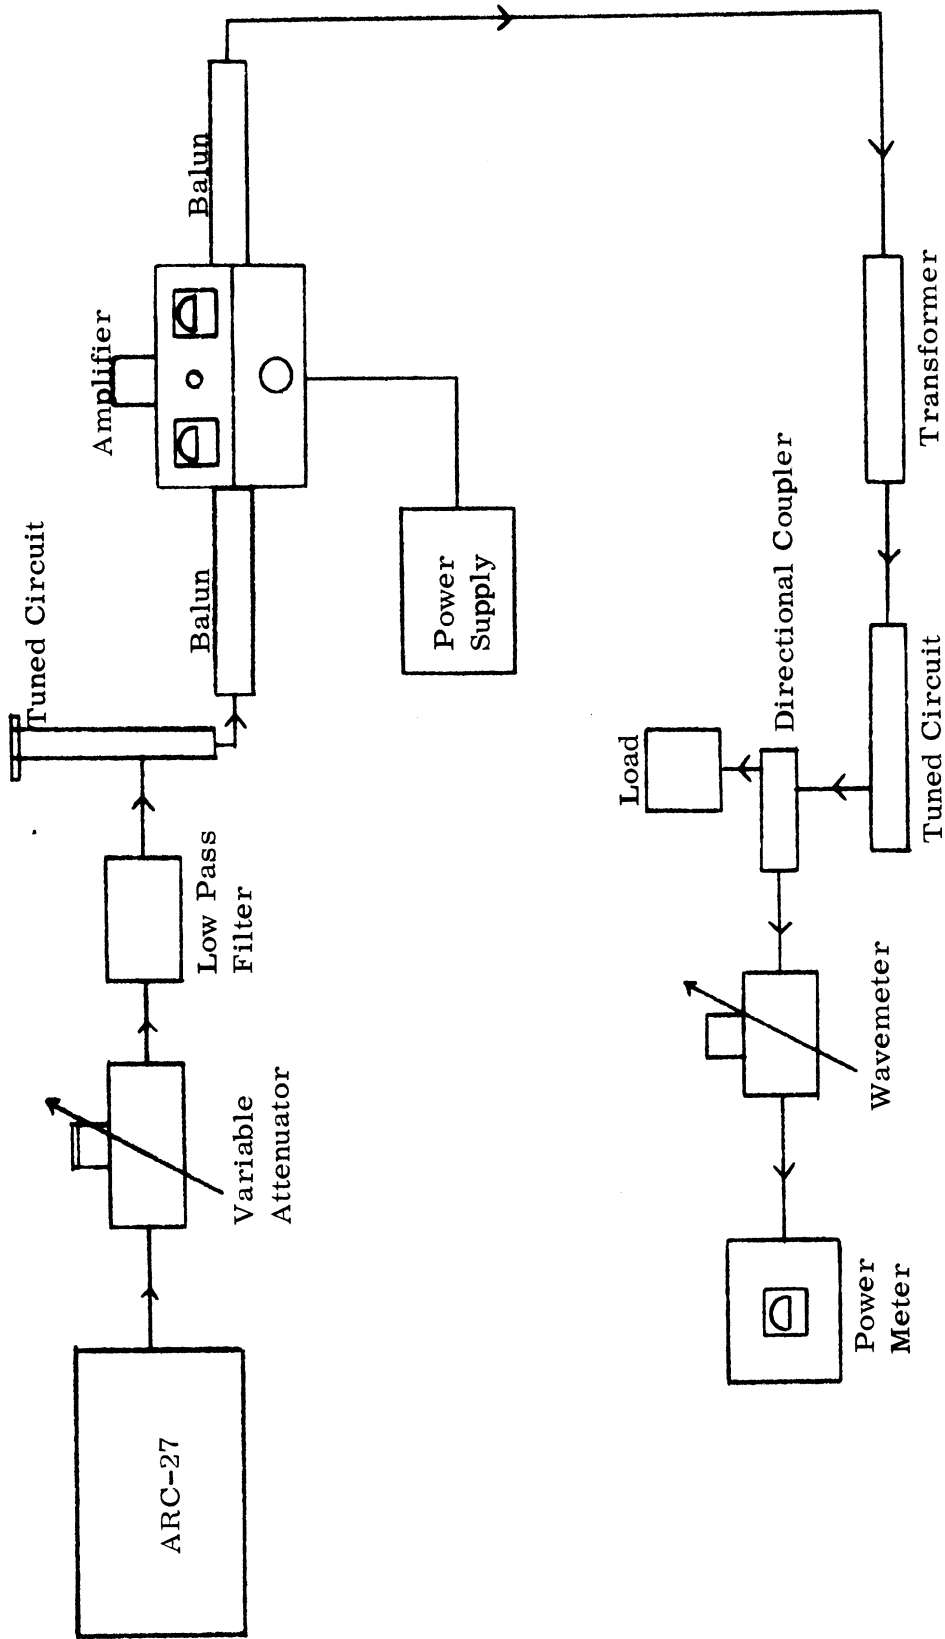 ARC-27
Variable
Attenuator
Low Pass
Filter
Tuned Circuit
Balun
Amplifier
Balun
Power
Supply
Power
Meter
Wavemeter
Load
Directional Coupler
Tuned Circuit
Transformer